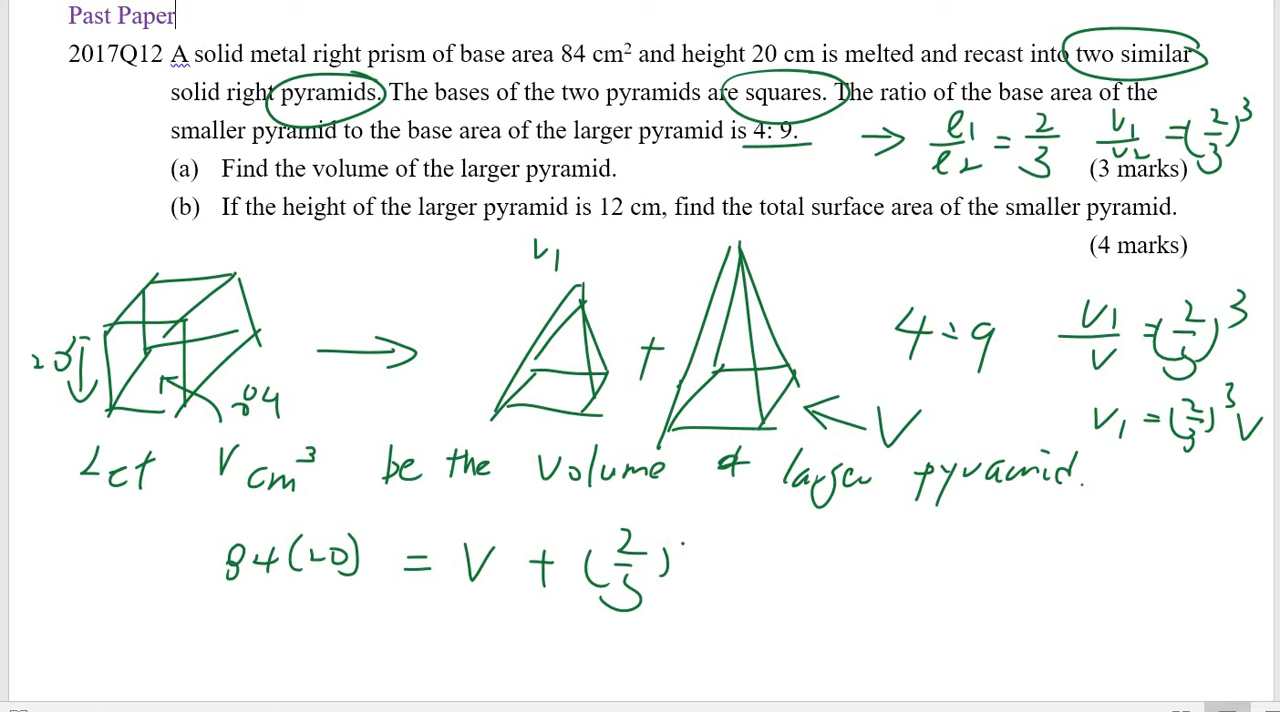 Past Paper
2017Q12 A solid metal right prism of base area 84 cm² and height 20 cm is melted and recast into two similar
solid right pyramids. The bases of the two pyramids are squares. The ratio of the base area of the
smaller pyramid to the base area of the larger pyramid is 4: 9. → ℓ1/ℓ2 = 2/3 V1/V2 = (2/3)³
(a) Find the volume of the larger pyramid. (3 marks)
(b) If the height of the larger pyramid is 12 cm, find the total surface area of the smaller pyramid.
(4 marks)
V1
20 → + 4:9 V1/V = (2/3)³
84 V V1 = (2/3)³ V
Let V cm³ be the volume of larger pyramid.
84(20) = V + (2/3)